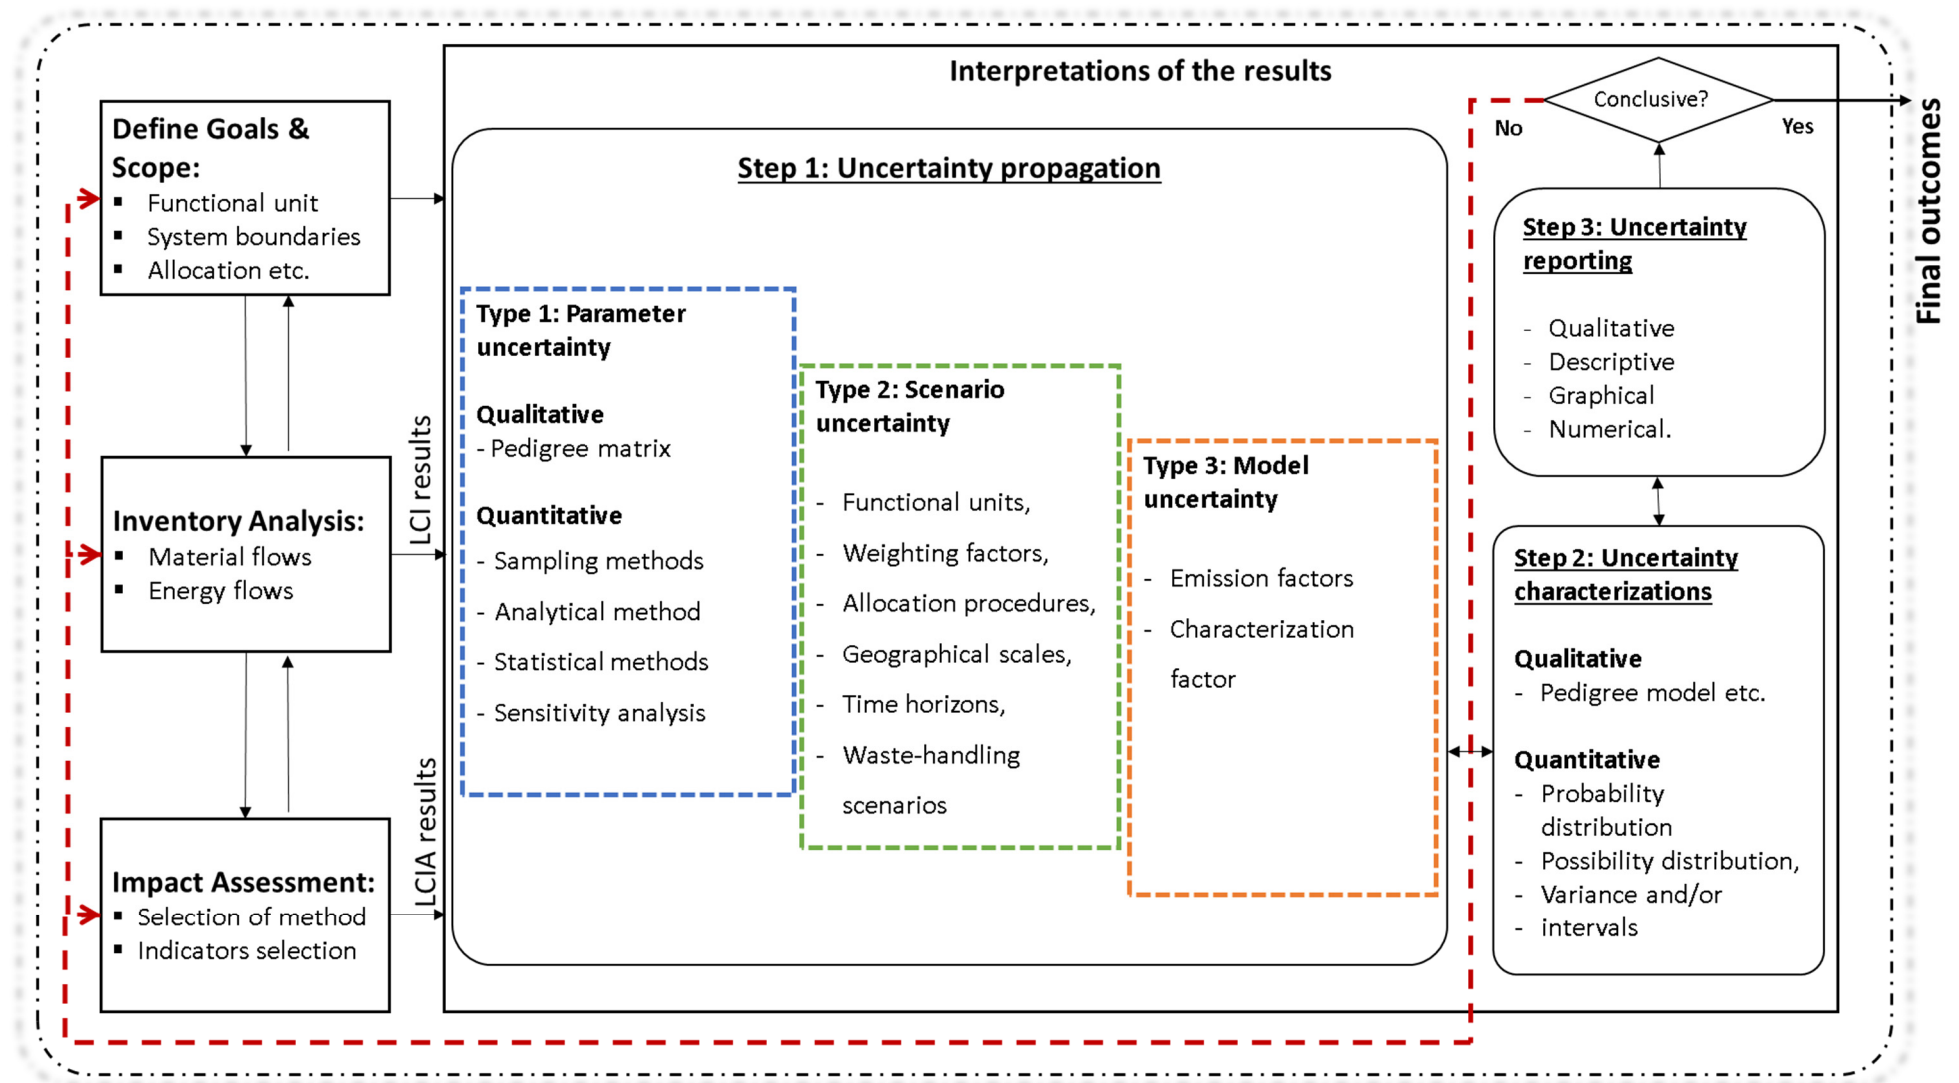 Interpretations of the results
Define Goals &
Scope:
▪ Functional unit
▪ System boundaries
▪ Allocation etc.
Inventory Analysis:
▪ Material flows
▪ Energy flows
Impact Assessment:
▪ Selection of method
▪ Indicators selection
LCI results
LCIA results
Step 1: Uncertainty propagation
Type 1: Parameter
uncertainty
Qualitative
- Pedigree matrix
Quantitative
- Sampling methods
- Analytical method
- Statistical methods
- Sensitivity analysis
Type 2: Scenario
uncertainty
- Functional units,
- Weighting factors,
- Allocation procedures,
- Geographical scales,
- Time horizons,
- Waste-handling
scenarios
Type 3: Model
uncertainty
- Emission factors
- Characterization
factor
Conclusive?
No
Yes
Step 3: Uncertainty
reporting
- Qualitative
- Descriptive
- Graphical
- Numerical.
Step 2: Uncertainty
characterizations
Qualitative
- Pedigree model etc.
Quantitative
- Probability
distribution
- Possibility distribution,
- Variance and/or
- intervals
Final outcomes